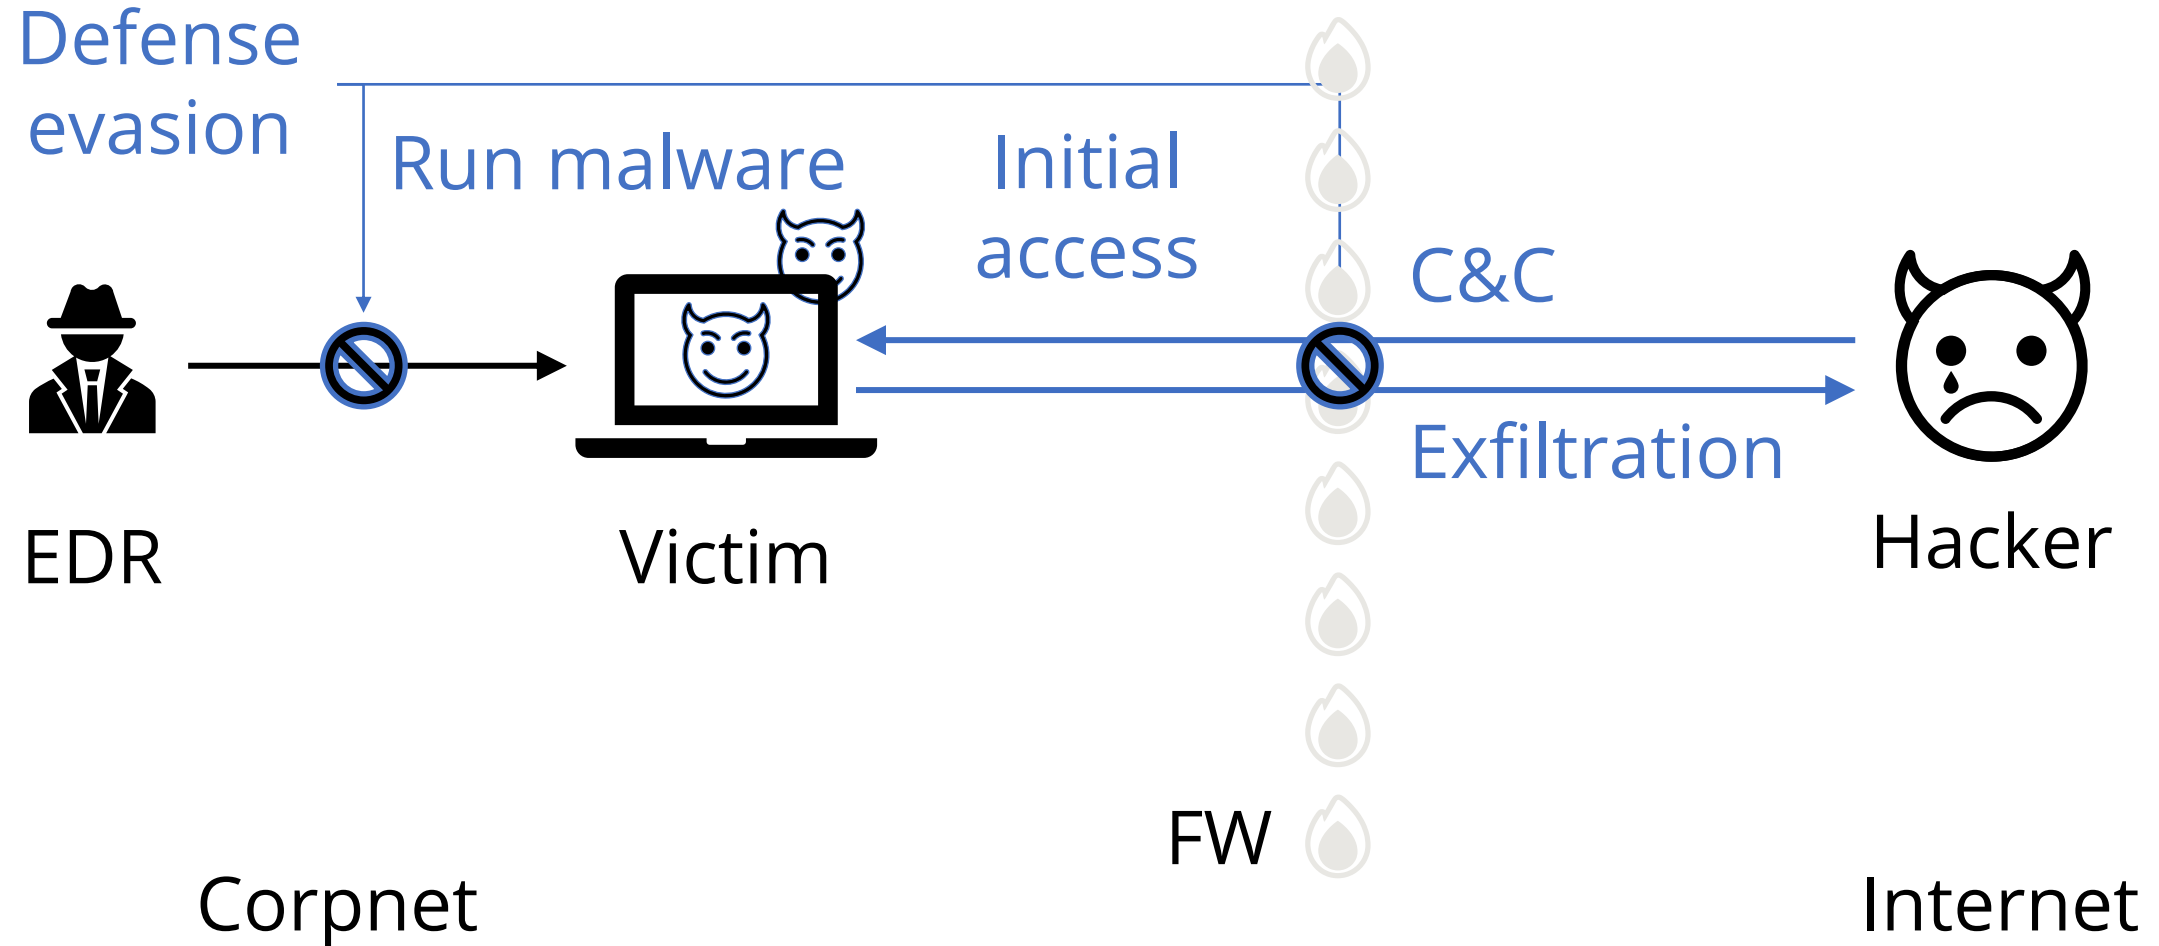 Defense
evasion
Run malware
Initial
access
C&C
Exfiltration
EDR
Victim
Hacker
FW
Corpnet
Internet